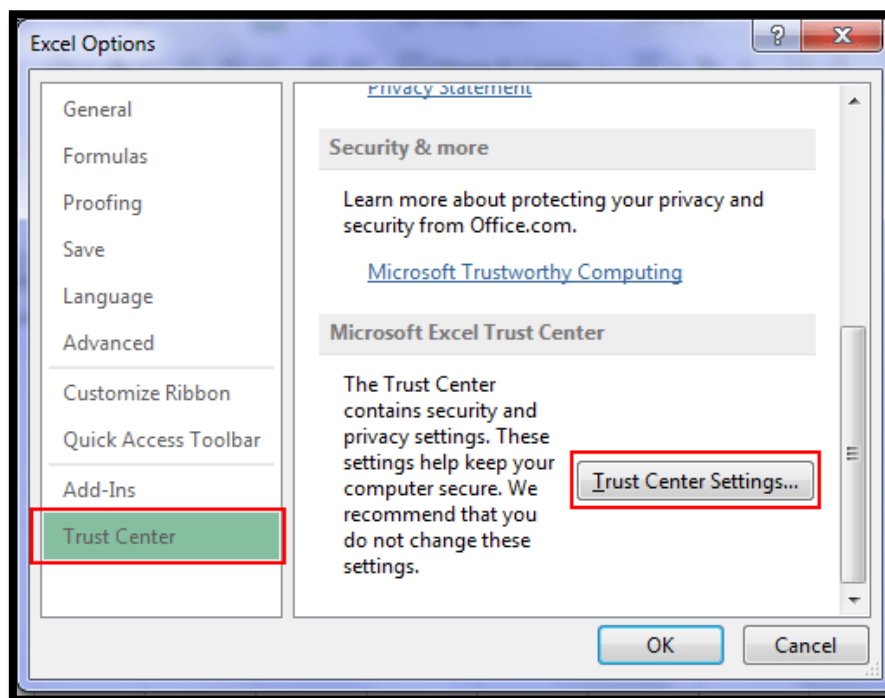 Excel Options
?
General
Formulas
Proofing
Save
Language
Advanced
Customize Ribbon
Quick Access Toolbar
Add-Ins
Trust Center
Privacy Statement
Security & more
Learn more about protecting your privacy and
security from Office.com.
Microsoft Trustworthy Computing
Microsoft Excel Trust Center
The Trust Center
contains security and
privacy settings. These
settings help keep your
computer secure. We
recommend that you
do not change these
settings.
Trust Center Settings...
OK
Cancel